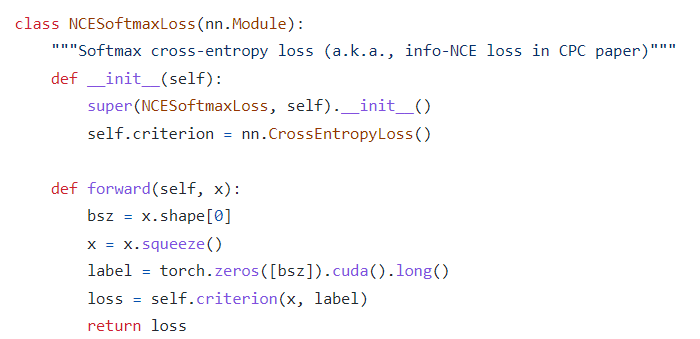 class NCESoftmaxLoss(nn.Module):
    """Softmax cross-entropy loss (a.k.a., info-NCE loss in CPC paper)"""
    def __init__(self):
        super(NCESoftmaxLoss, self).__init__()
        self.criterion = nn.CrossEntropyLoss()

    def forward(self, x):
        bsz = x.shape[0]
        x = x.squeeze()
        label = torch.zeros([bsz]).cuda().long()
        loss = self.criterion(x, label)
        return loss